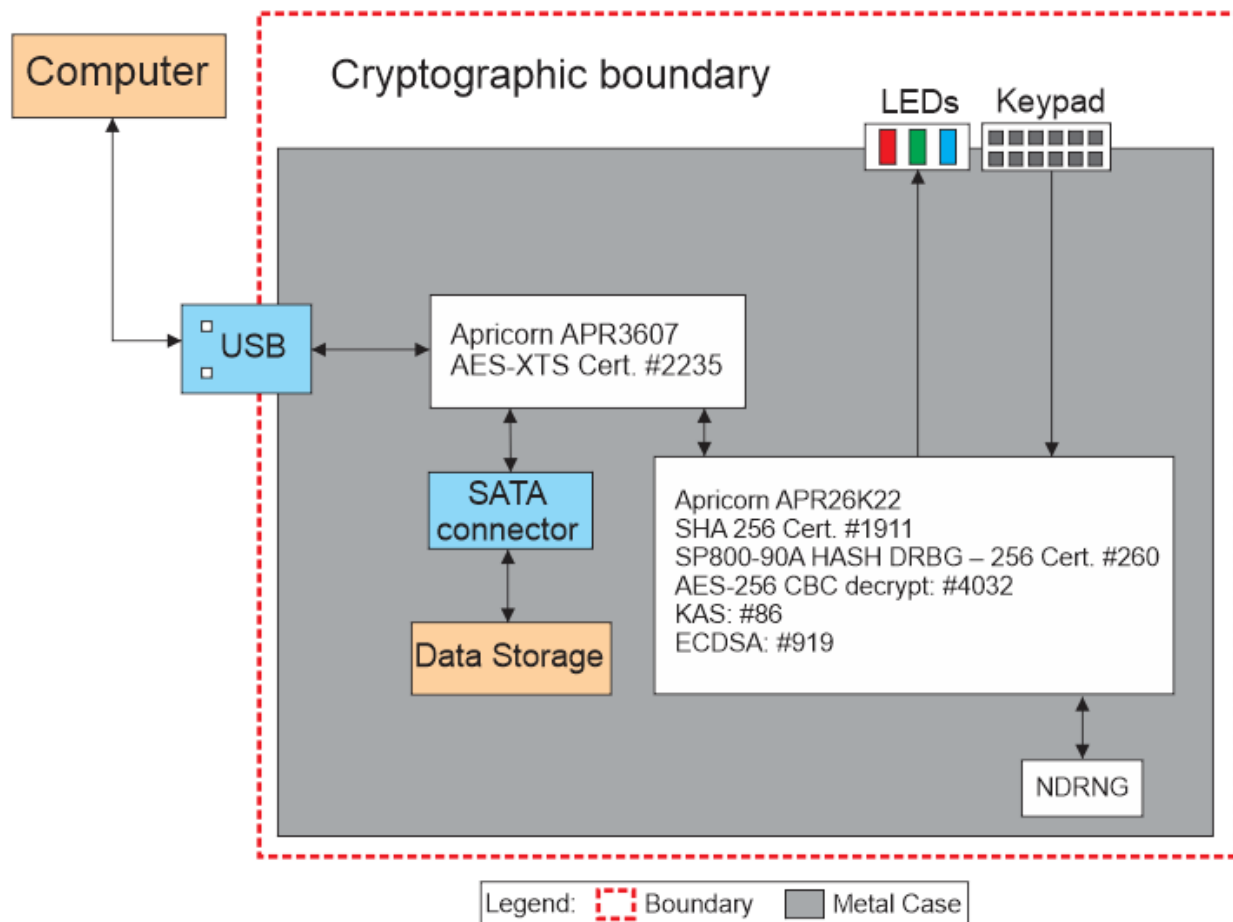 Computer
Cryptographic boundary
LEDs
Keypad
USB
Apricorn APR3607
AES-XTS Cert. #2235
SATA
connector
Data Storage
Apricorn APR26K22
SHA 256 Cert. #1911
SP800-90A HASH DRBG – 256 Cert. #260
AES-256 CBC decrypt: #4032
KAS: #86
ECDSA: #919
NDRNG
Legend: Boundary Metal Case